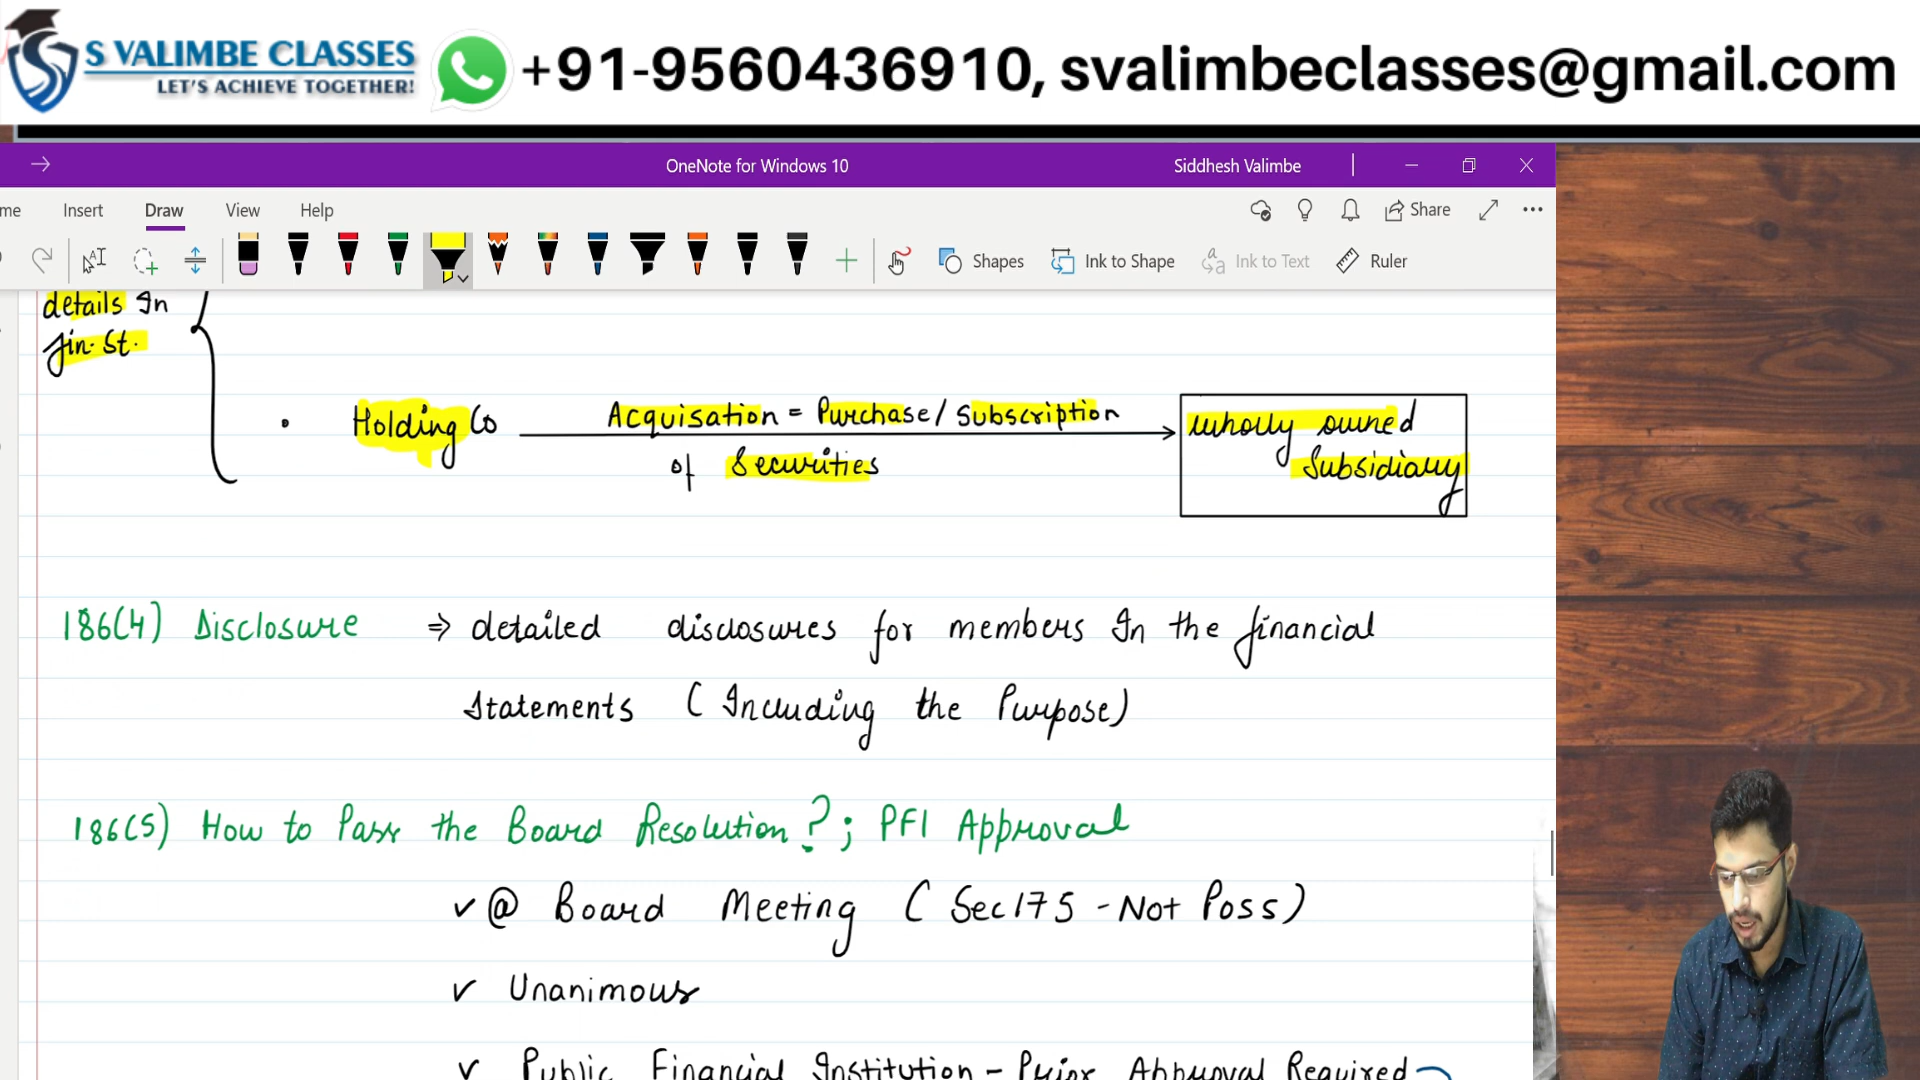 S VALIMBE CLASSES
LET'S ACHIEVE TOGETHER!
+91-9560436910, svalimbeclasses@gmail.com
OneNote for Windows 10
Siddhesh Valimbe
me Insert Draw View Help
Share
Shapes
Ink to Shape
Ink to Text
Ruler
details In
fin. St.
• Holding Co
Acquisation = Purchase/Subscription
of Securities
Wholly owned
Subsidiary
186(4) Disclosure ⇒ detailed disclosures for members In the financial
Statements (Including the Purpose)
186(5) How to Pass the Board Resolution?; PFI Approval
✓ @ Board Meeting (Sec 175 - Not Poss)
✓ Unanimous
✓ Public Financial Institution - Prior Approval Required